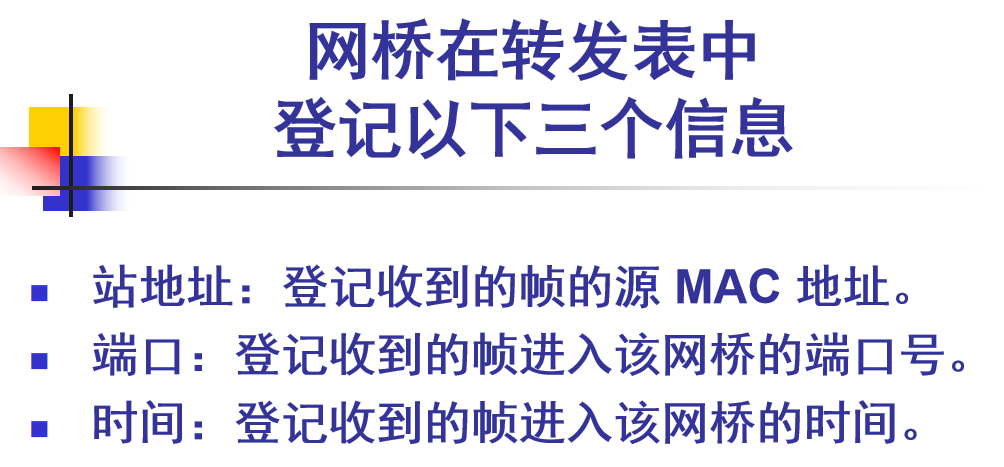 网桥在转发表中
登记以下三个信息
站地址：登记收到的帧的源 MAC 地址。
端口：登记收到的帧进入该网桥的端口号。
时间：登记收到的帧进入该网桥的时间。